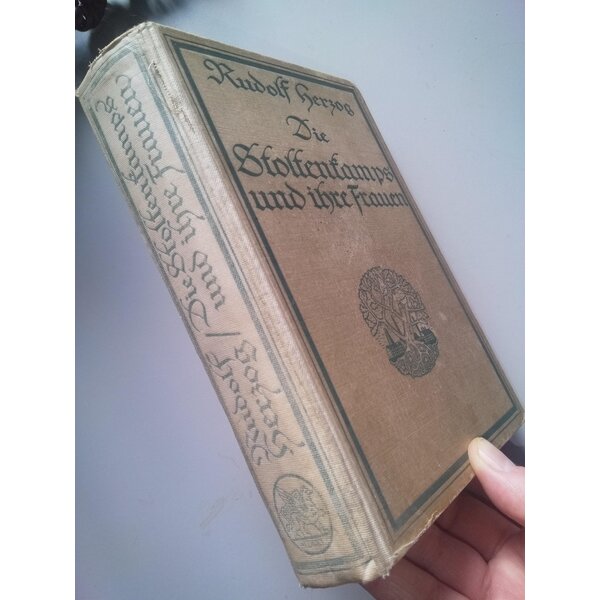 Rudolf Herzog
Die
Stoltenkamps
und ihre Frauen
Rudolf / Die Stoltenkamps
Herzog und ihre Frauen